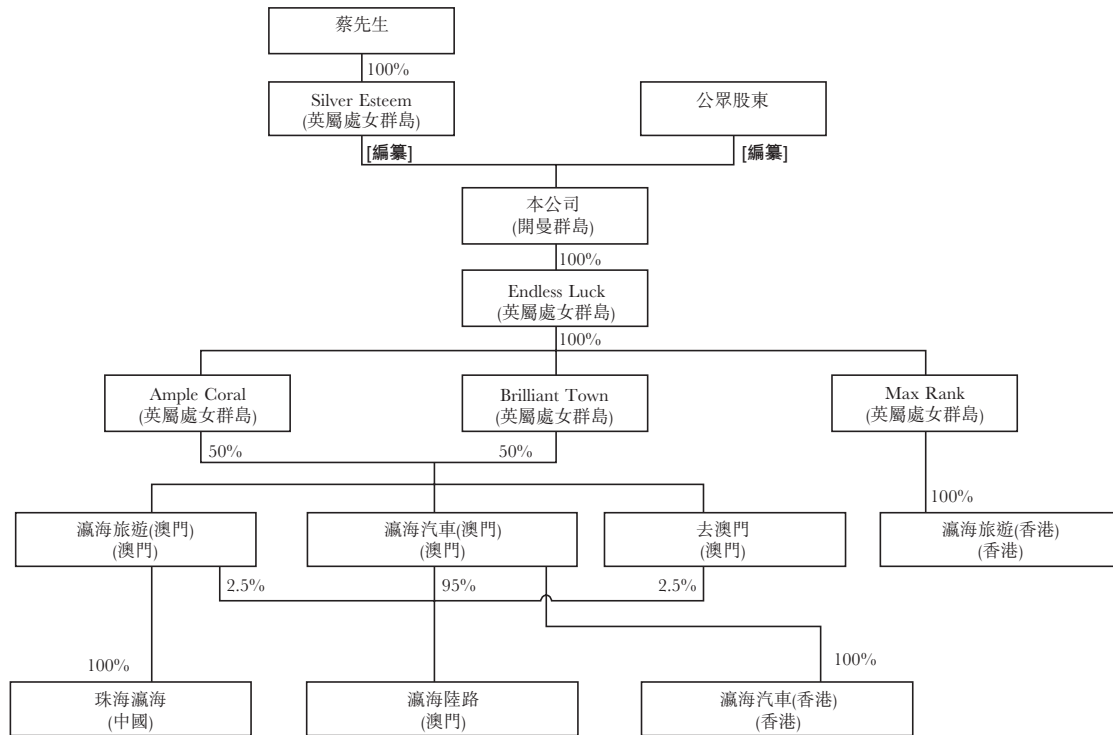 蔡先生
100%
Silver Esteem
(英屬處女群島)
公眾股東
[編纂]
[編纂]
本公司
(開曼群島)
100%
Endless Luck
(英屬處女群島)
100%
Ample Coral
(英屬處女群島)
Brilliant Town
(英屬處女群島)
Max Rank
(英屬處女群島)
50%
50%
100%
瀛海旅遊(澳門)
(澳門)
瀛海汽車(澳門)
(澳門)
去澳門
(澳門)
瀛海旅遊(香港)
(香港)
2.5%
95%
2.5%
100%
100%
珠海瀛海
(中國)
瀛海陸路
(澳門)
瀛海汽車(香港)
(香港)